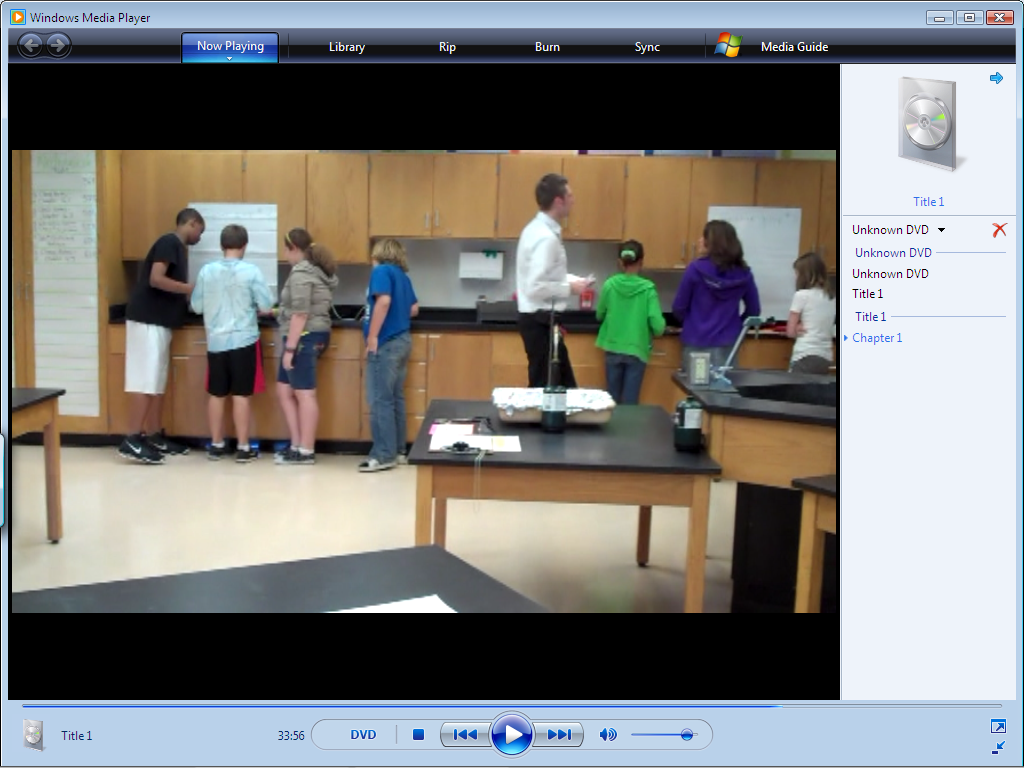 Windows Media Player
Now Playing
Library
Rip
Burn
Sync
Media Guide
Title 1
Unknown DVD
Unknown DVD
Unknown DVD
Title 1
Title 1
Chapter 1
Title 1
33:56
DVD